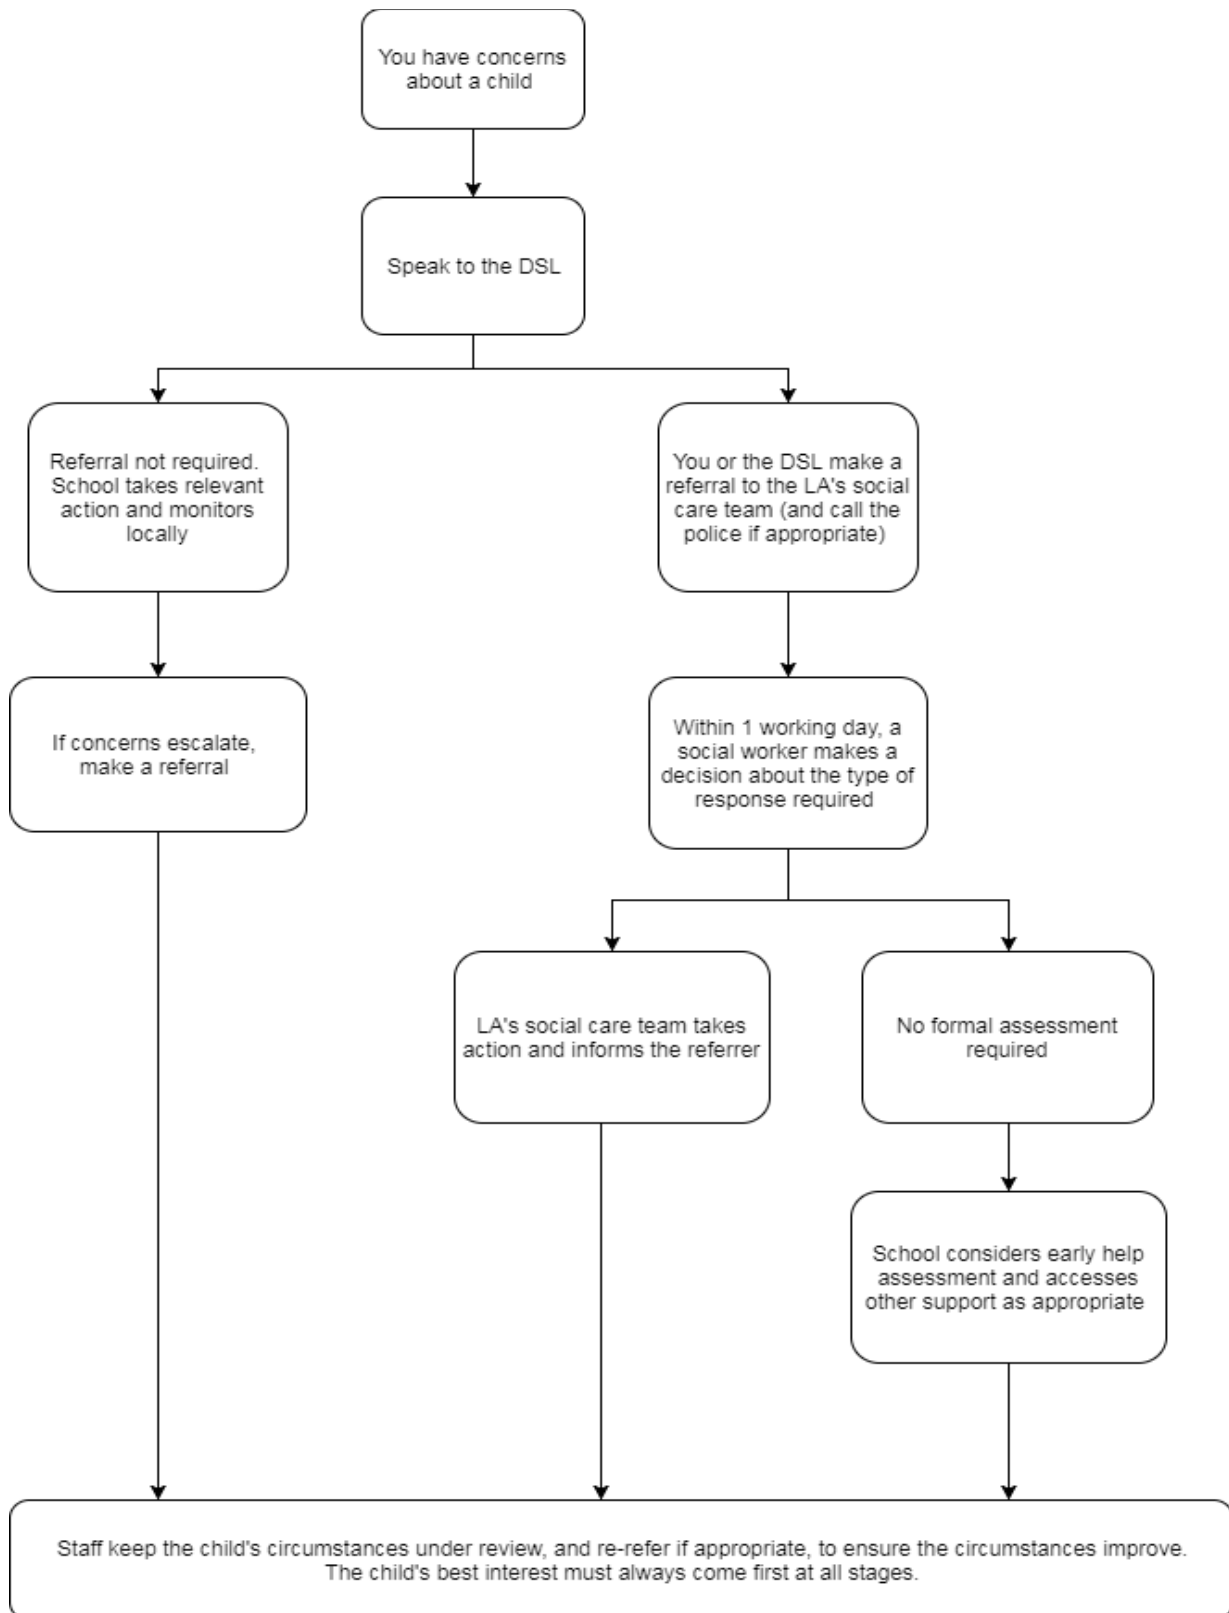 You have concerns
about a child
Speak to the DSL
Referral not required.
School takes relevant
action and monitors
locally
You or the DSL make a
referral to the LA's social
care team (and call the
police if appropriate)
If concerns escalate,
make a referral
Within 1 working day, a
social worker makes a
decision about the type of
response required
LA's social care team takes
action and informs the referrer
No formal assessment
required
School considers early help
assessment and accesses
other support as appropriate
Staff keep the child's circumstances under review, and re-refer if appropriate, to ensure the circumstances improve.
The child's best interest must always come first at all stages.